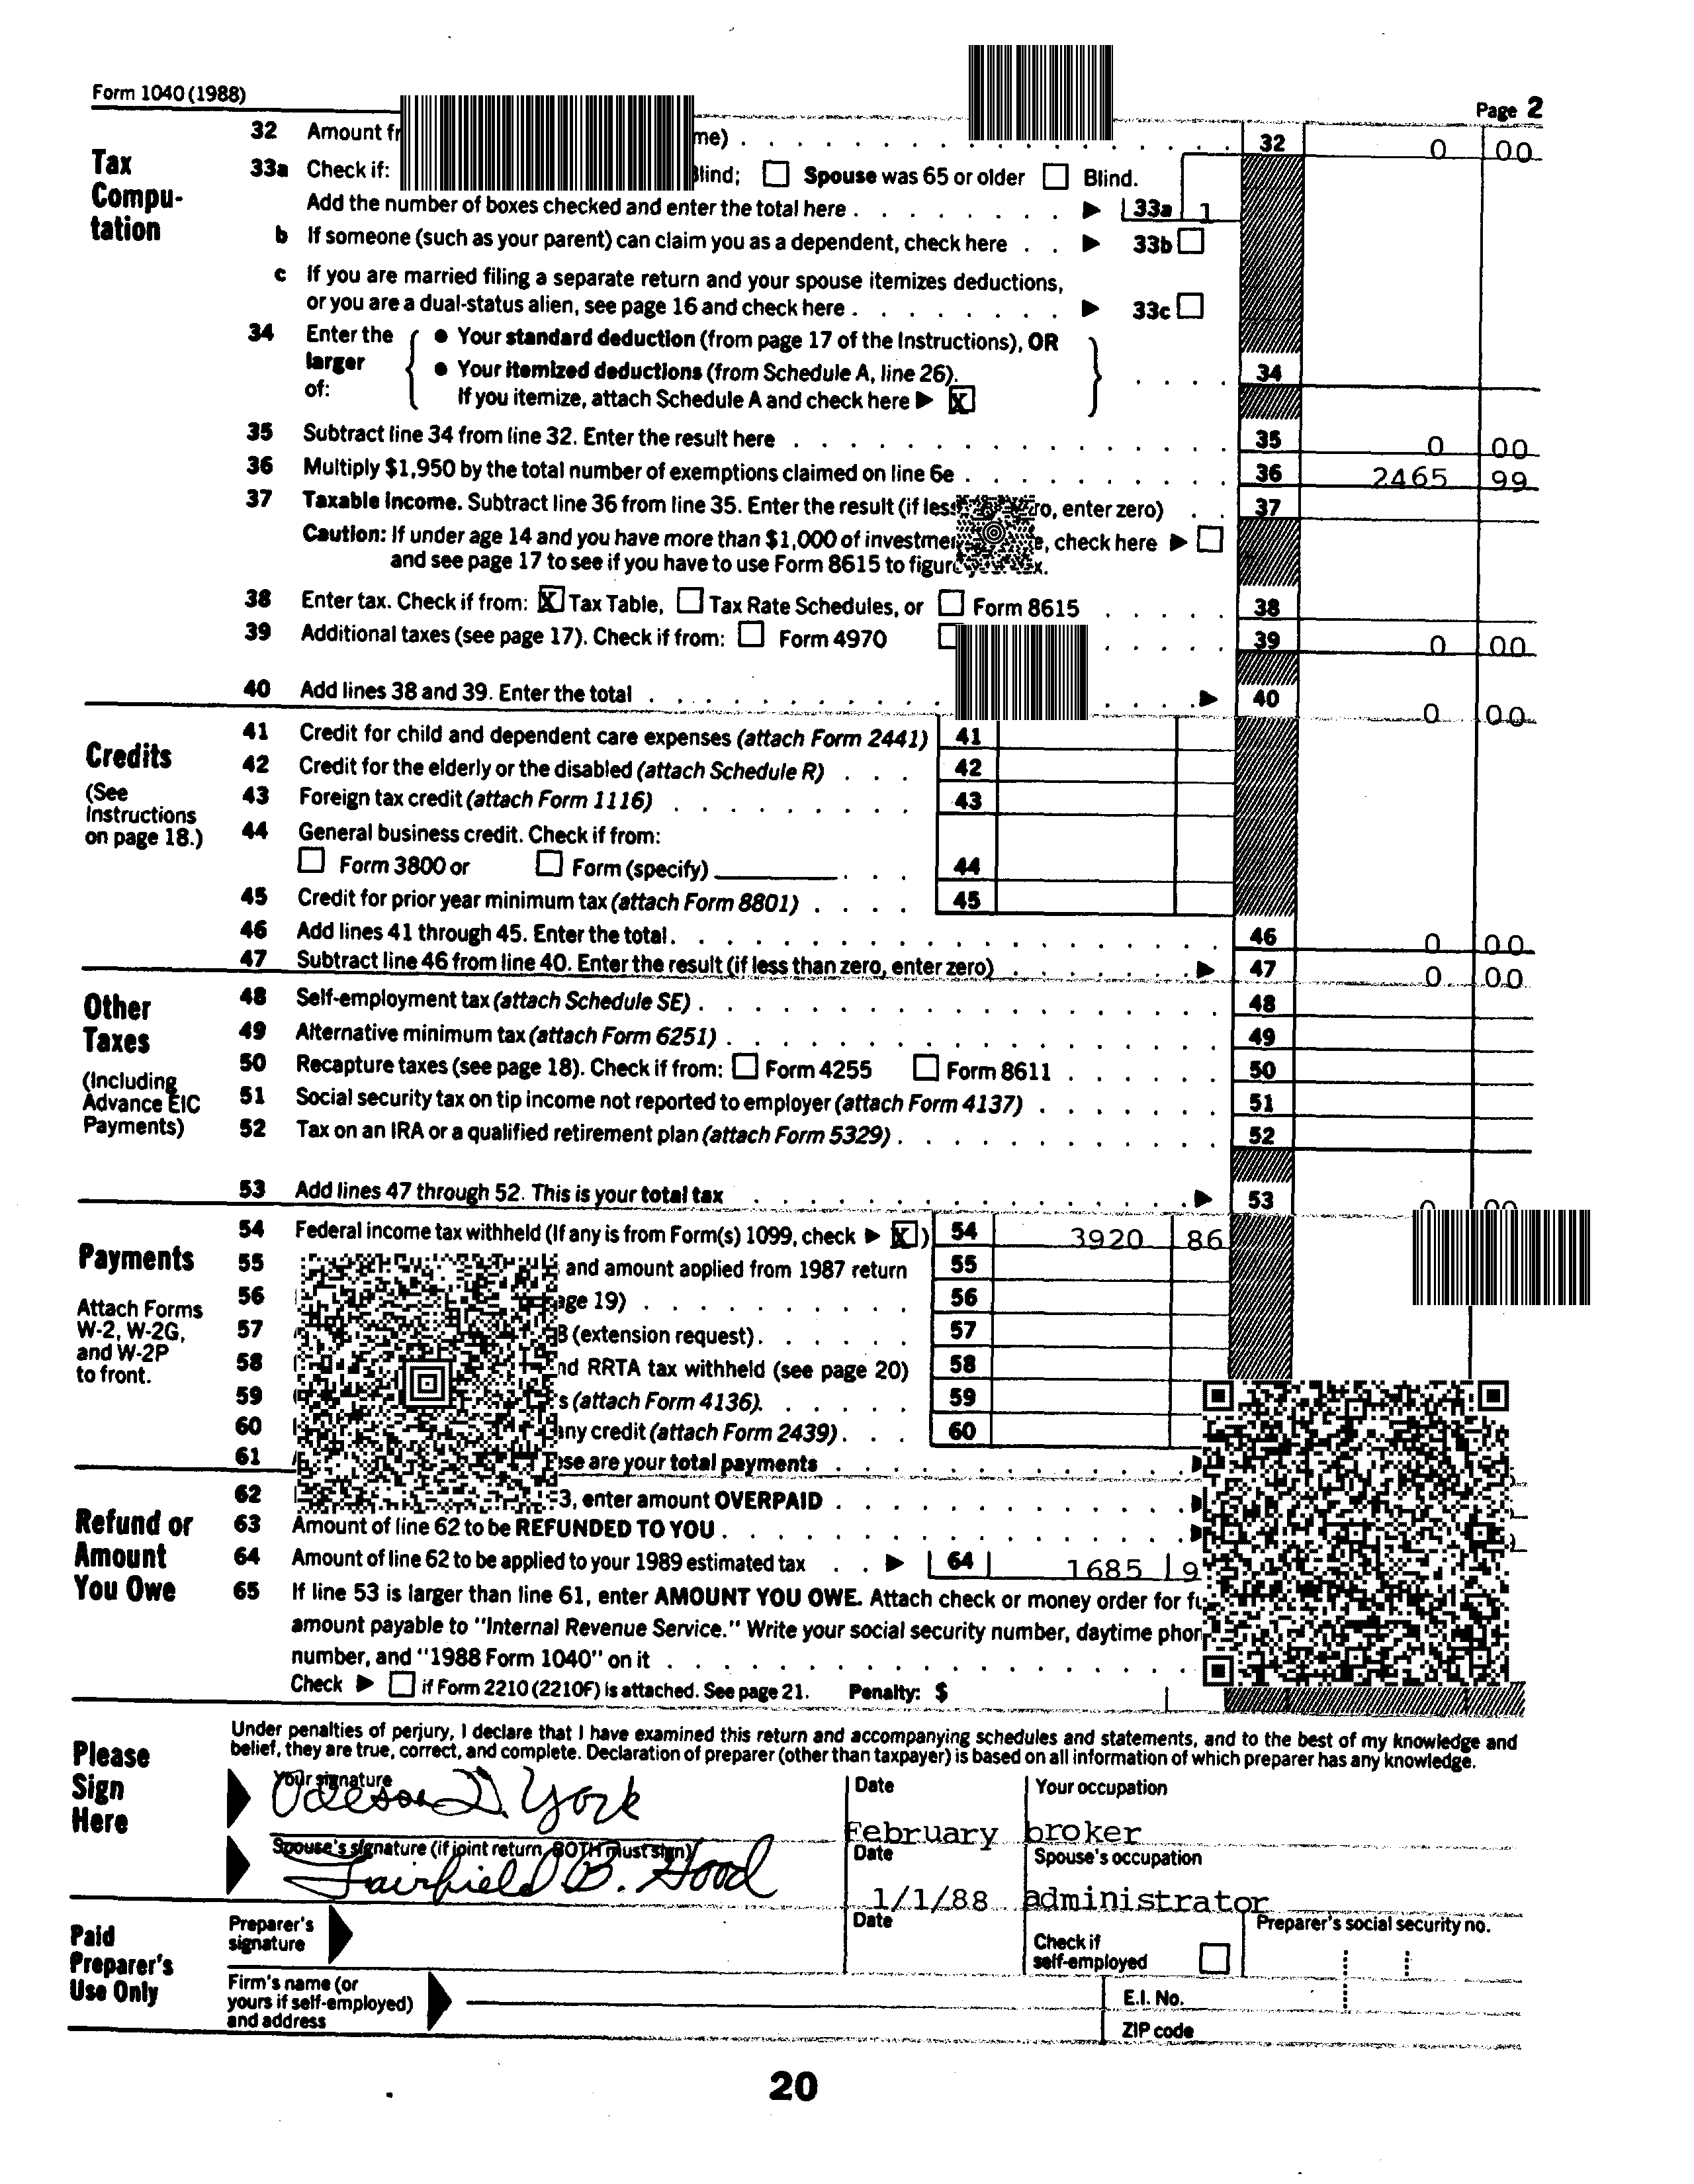 Form 1040 (1988)
Page 2
Tax Computation
32 Amount fr me) 32 0 00
33a Check if: Blind; Spouse was 65 or older Blind.
Add the number of boxes checked and enter the total here 33a 1
b If someone (such as your parent) can claim you as a dependent, check here 33b
c If you are married filing a separate return and your spouse itemizes deductions,
or you are a dual-status alien, see page 16 and check here 33c
34 Enter the larger of:
● Your standard deduction (from page 17 of the Instructions), OR
● Your itemized deductions (from Schedule A, line 26). 34
If you itemize, attach Schedule A and check here X
35 Subtract line 34 from line 32. Enter the result here 35 0 00
36 Multiply $1,950 by the total number of exemptions claimed on line 6e 36 2465 99
37 Taxable income. Subtract line 36 from line 35. Enter the result (if less ro, enter zero) 37
Caution: If under age 14 and you have more than $1,000 of investmen e, check here
and see page 17 to see if you have to use Form 8615 to figure x.
38 Enter tax. Check if from: X Tax Table, Tax Rate Schedules, or Form 8615 38
39 Additional taxes (see page 17). Check if from: Form 4970 39 0 00
40 Add lines 38 and 39. Enter the total 40 0 00
Credits
(See Instructions on page 18.)
41 Credit for child and dependent care expenses (attach Form 2441) 41
42 Credit for the elderly or the disabled (attach Schedule R) 42
43 Foreign tax credit (attach Form 1116) 43
44 General business credit. Check if from:
Form 3800 or Form (specify) 44
45 Credit for prior year minimum tax (attach Form 8801) 45
46 Add lines 41 through 45. Enter the total 46 0 00
47 Subtract line 46 from line 40. Enter the result (if less than zero, enter zero) 47 0 00
Other Taxes
(Including Advance EIC Payments)
48 Self-employment tax (attach Schedule SE) 48
49 Alternative minimum tax (attach Form 6251) 49
50 Recapture taxes (see page 18). Check if from: Form 4255 Form 8611 50
51 Social security tax on tip income not reported to employer (attach Form 4137) 51
52 Tax on an IRA or a qualified retirement plan (attach Form 5329) 52
53 Add lines 47 through 52. This is your total tax 53 0 00
Payments
Attach Forms W-2, W-2G, and W-2P to front.
54 Federal income tax withheld (If any is from Form(s) 1099, check X) 54 3920 86
55 and amount applied from 1987 return 55
56 age 19) 56
57 B (extension request) 57
58 nd RRTA tax withheld (see page 20) 58
59 s (attach Form 4136). 59
60 any credit (attach Form 2439) 60
61 ese are your total payments
Refund or Amount You Owe
62 3, enter amount OVERPAID
63 Amount of line 62 to be REFUNDED TO YOU
64 Amount of line 62 to be applied to your 1989 estimated tax 64 1685 9
65 If line 53 is larger than line 61, enter AMOUNT YOU OWE. Attach check or money order for fu
amount payable to "Internal Revenue Service." Write your social security number, daytime phon
number, and "1988 Form 1040" on it
Check if Form 2210 (2210F) is attached. See page 21. Penalty: $
Please Sign Here
Under penalties of perjury, I declare that I have examined this return and accompanying schedules and statements, and to the best of my knowledge and
belief, they are true, correct, and complete. Declaration of preparer (other than taxpayer) is based on all information of which preparer has any knowledge.
Your signature Date Your occupation
Odeson D. York February broker
Spouse's signature (if joint return, BOTH must sign) Date Spouse's occupation
Fairfield B. Good 1/1/88 administrator
Paid Preparer's Use Only
Preparer's signature Date Check if self-employed Preparer's social security no.
Firm's name (or yours if self-employed) and address
E.I. No.
ZIP code
20